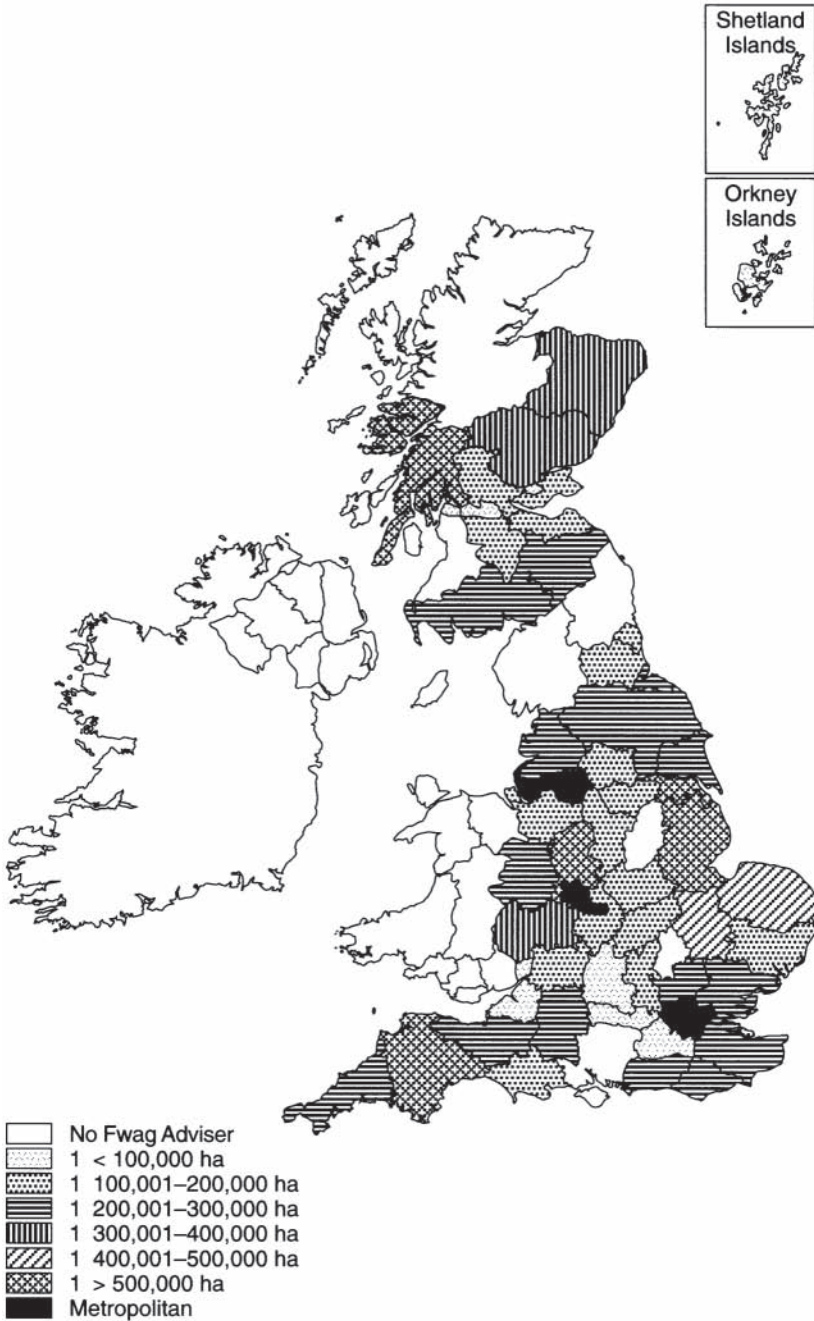 Shetland
Islands
Orkney
Islands
No Fwag Adviser
1 < 100,000 ha
1 100,001–200,000 ha
1 200,001–300,000 ha
1 300,001–400,000 ha
1 400,001–500,000 ha
1 > 500,000 ha
Metropolitan